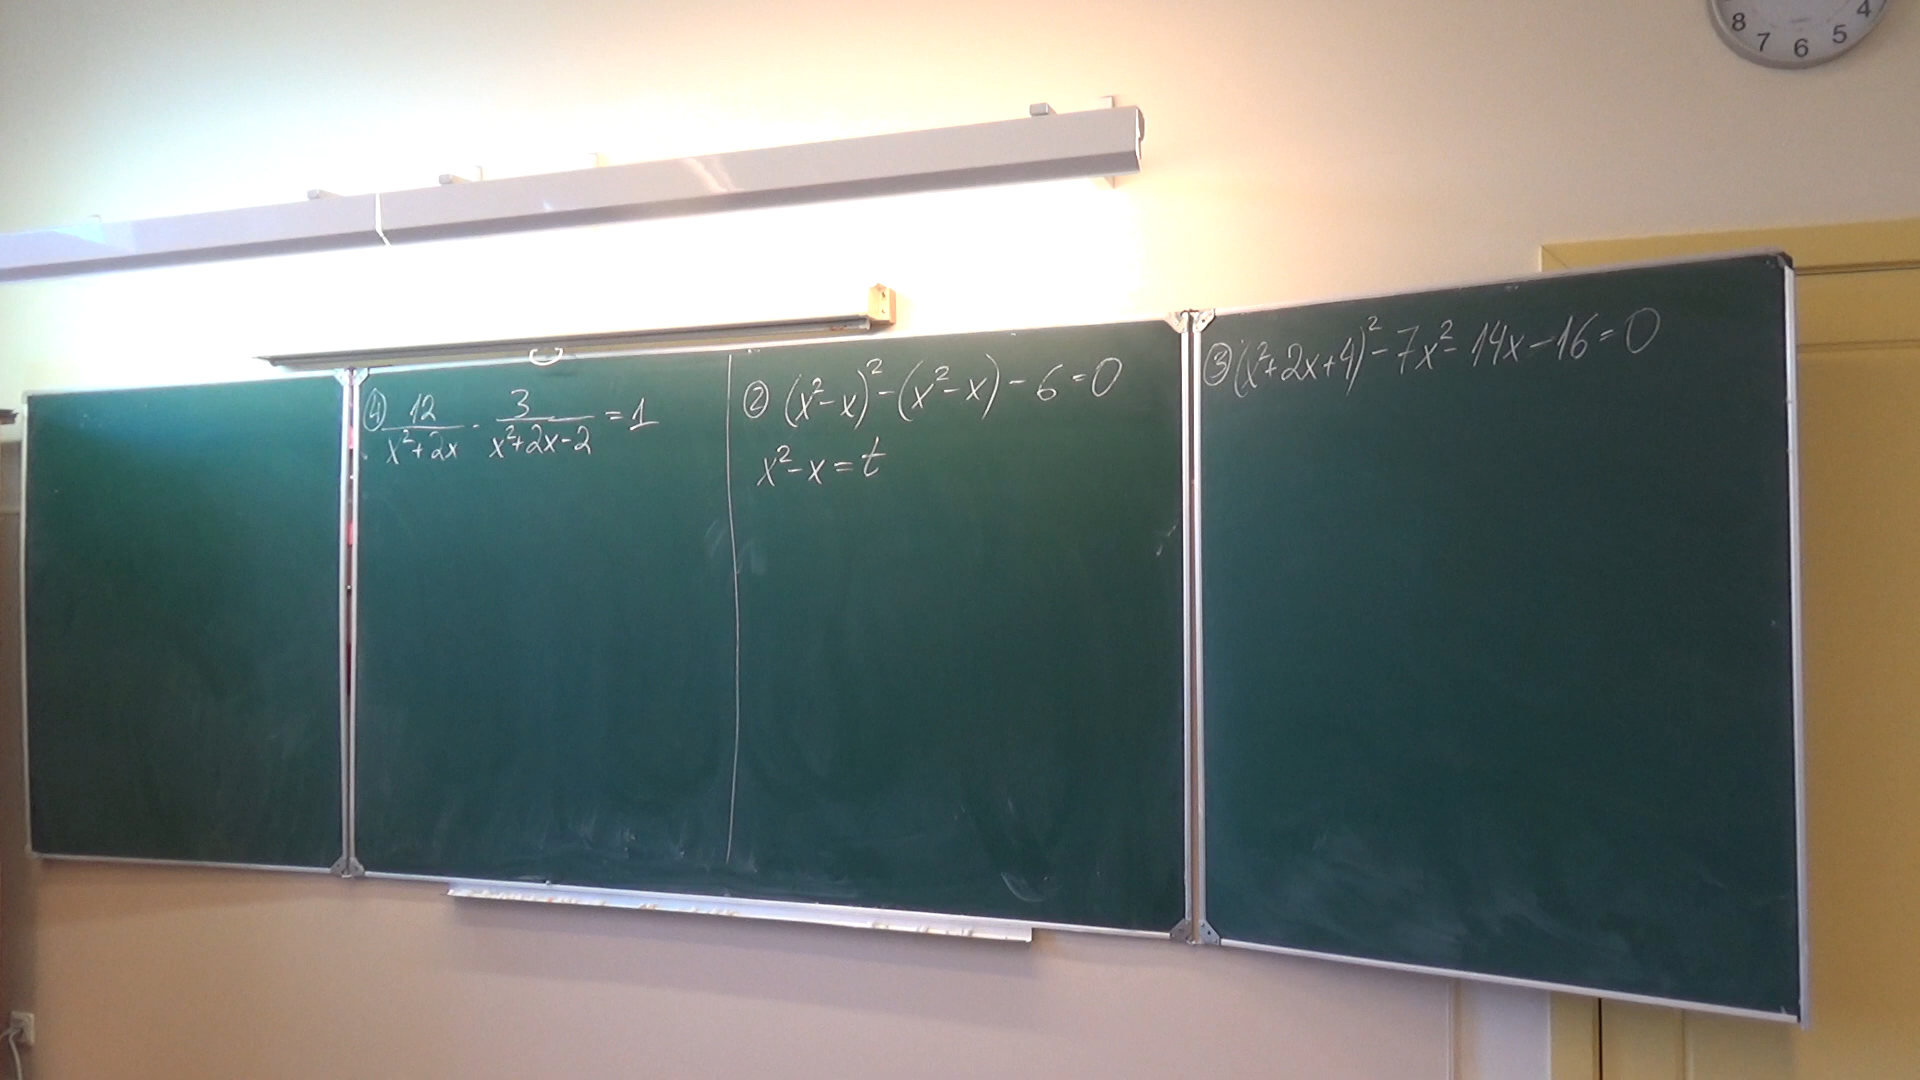 ④ 12/(x²+2x) - 3/(x²+2x-2) = 1
② (x²-x)²-(x²-x)-6=0
x²-x=t
③ (x²+2x+4)²-7x²-14x-16=0
8 7 6 5 4